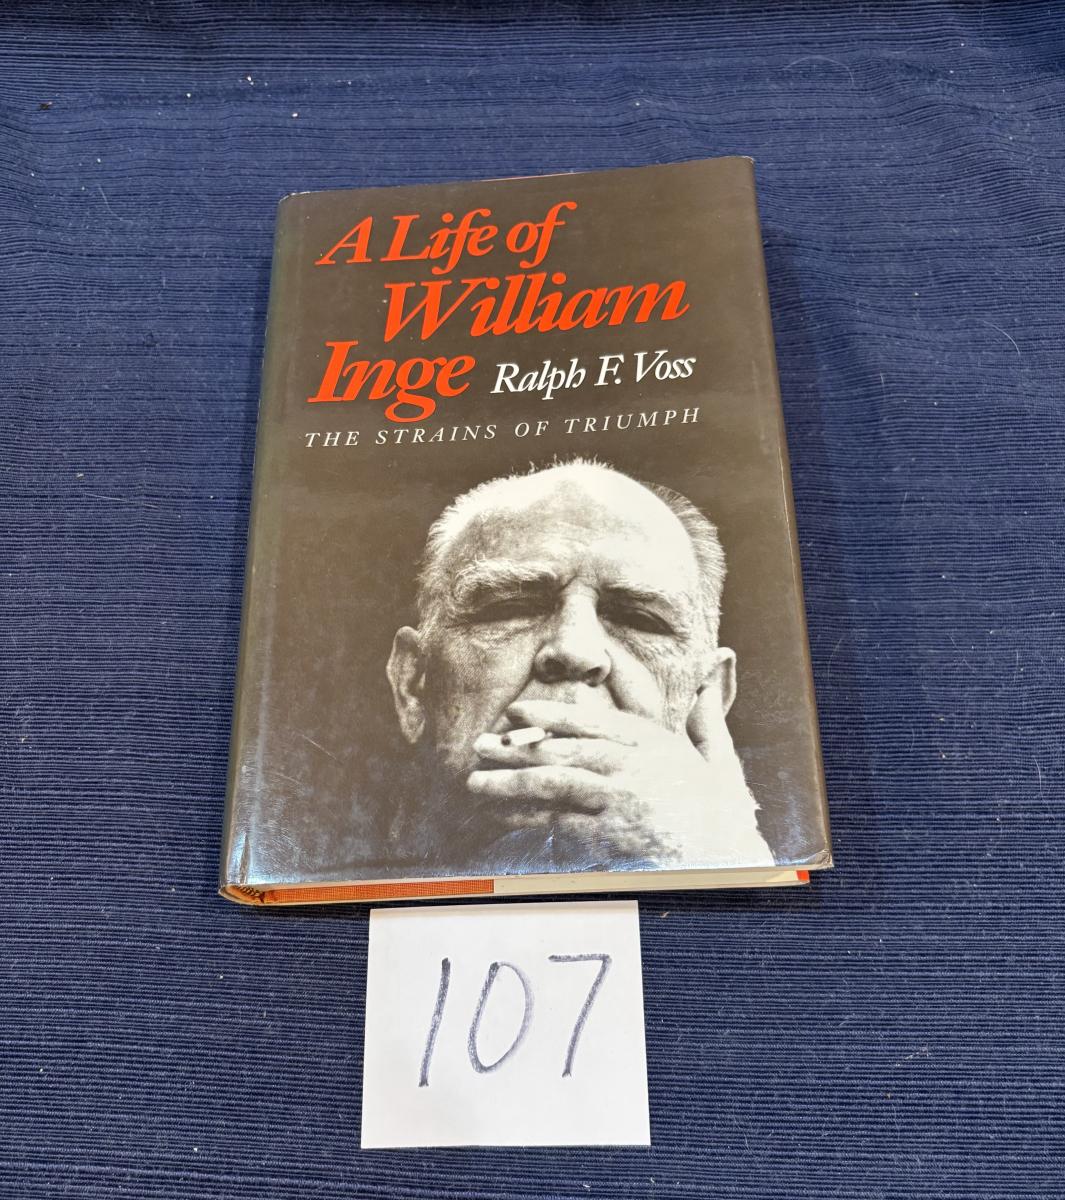 A Life of
William
Inge Ralph F. Voss
THE STRAINS OF TRIUMPH
107